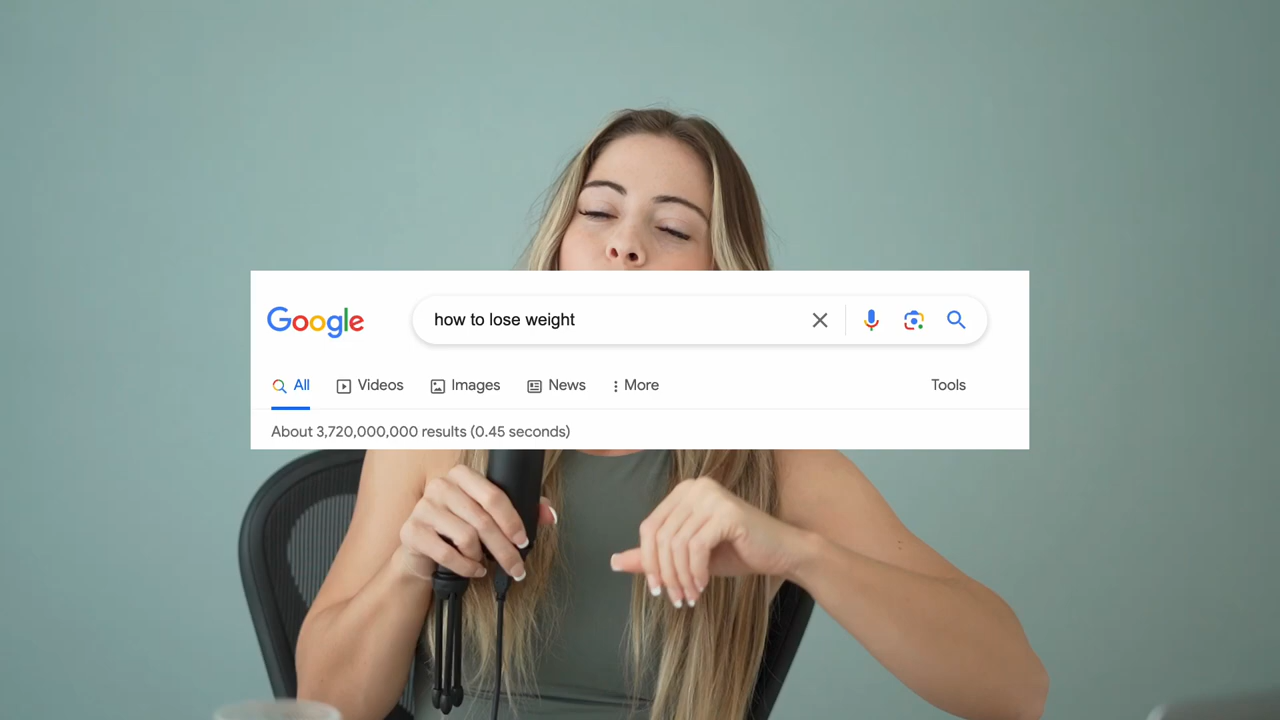 Google how to lose weight
All Videos Images News More Tools
About 3,720,000,000 results (0.45 seconds)